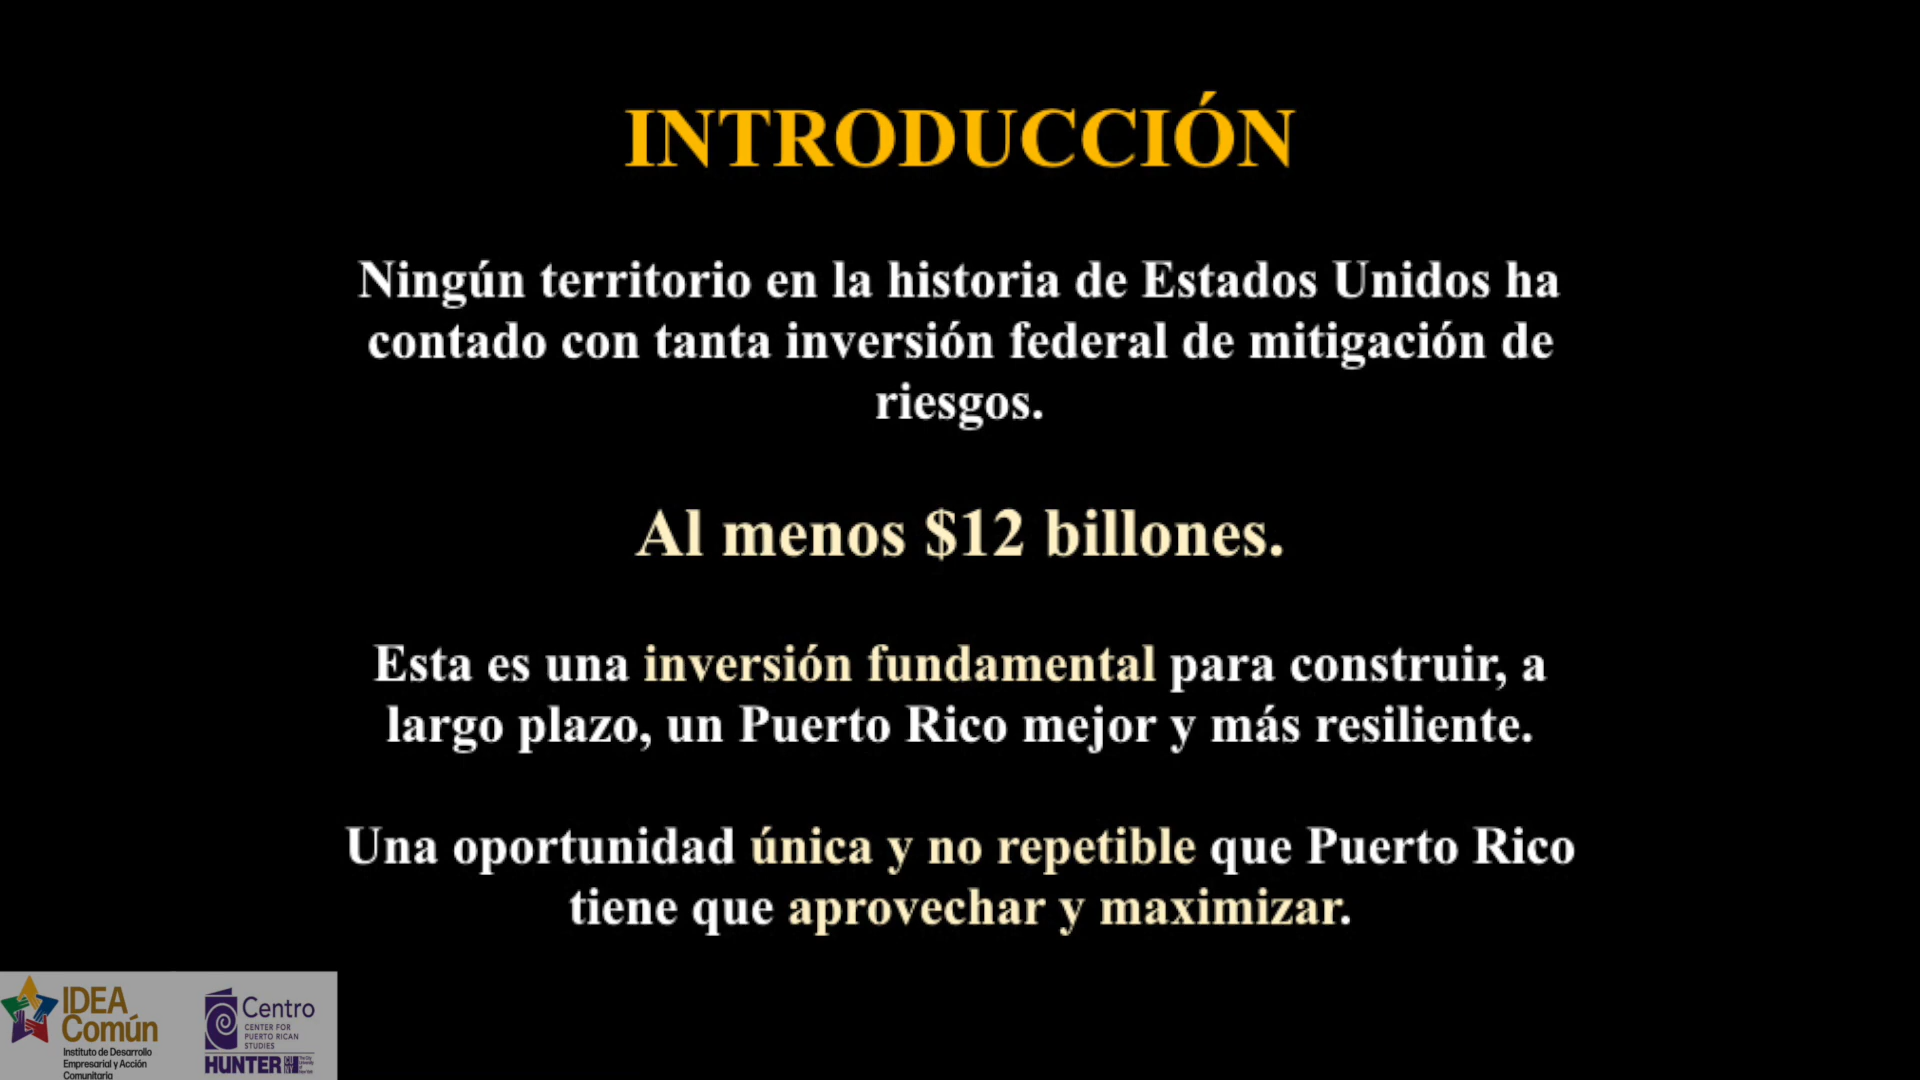 INTRODUCCIÓN
Ningún territorio en la historia de Estados Unidos ha
contado con tanta inversión federal de mitigación de
riesgos.
Al menos $12 billones.
Esta es una inversión fundamental para construir, a
largo plazo, un Puerto Rico mejor y más resiliente.
Una oportunidad única y no repetible que Puerto Rico
tiene que aprovechar y maximizar.
IDEA
Común
Instituto de Desarrollo
Empresarial y Acción
Comunitaria
Centro
CENTER FOR
PUERTO RICAN
STUDIES
HUNTER